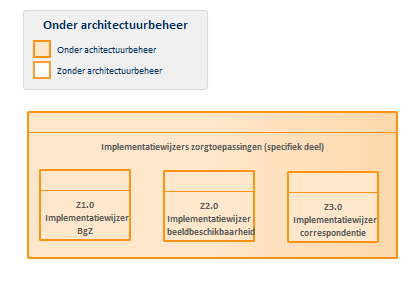 Onder architectuurbeheer
Onder achitectuurbeheer
Zonder architectuurbeheer
Implementatiewijzers zorgtoepassingen (specifiek deel)
Z1.0
Implementatiewijzer
BgZ
Z2.0
Implementatiewijzer
beeldbeschikbaarheid
Z3.0
Implementatiewijzer
correspondentie